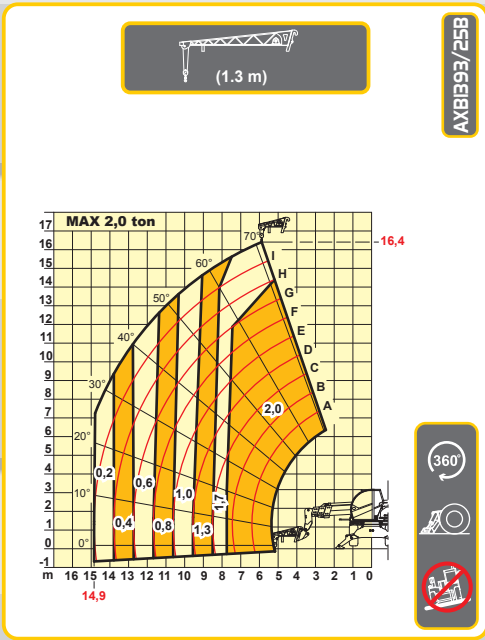 (1.3 m)
AXB1393/25B
MAX 2,0 ton
17
16
15
14
13
12
11
10
9
8
7
6
5
4
3
2
1
0
-1
m 16 15 14 13 12 11 10 9 8 7 6 5 4 3 2 1 0
14,9
16,4
70°
60°
50°
40°
30°
20°
10°
0°
I
H
G
F
E
D
C
B
A
2,0
0,2
0,6
1,0
1,7
0,4
0,8
1,3
360°